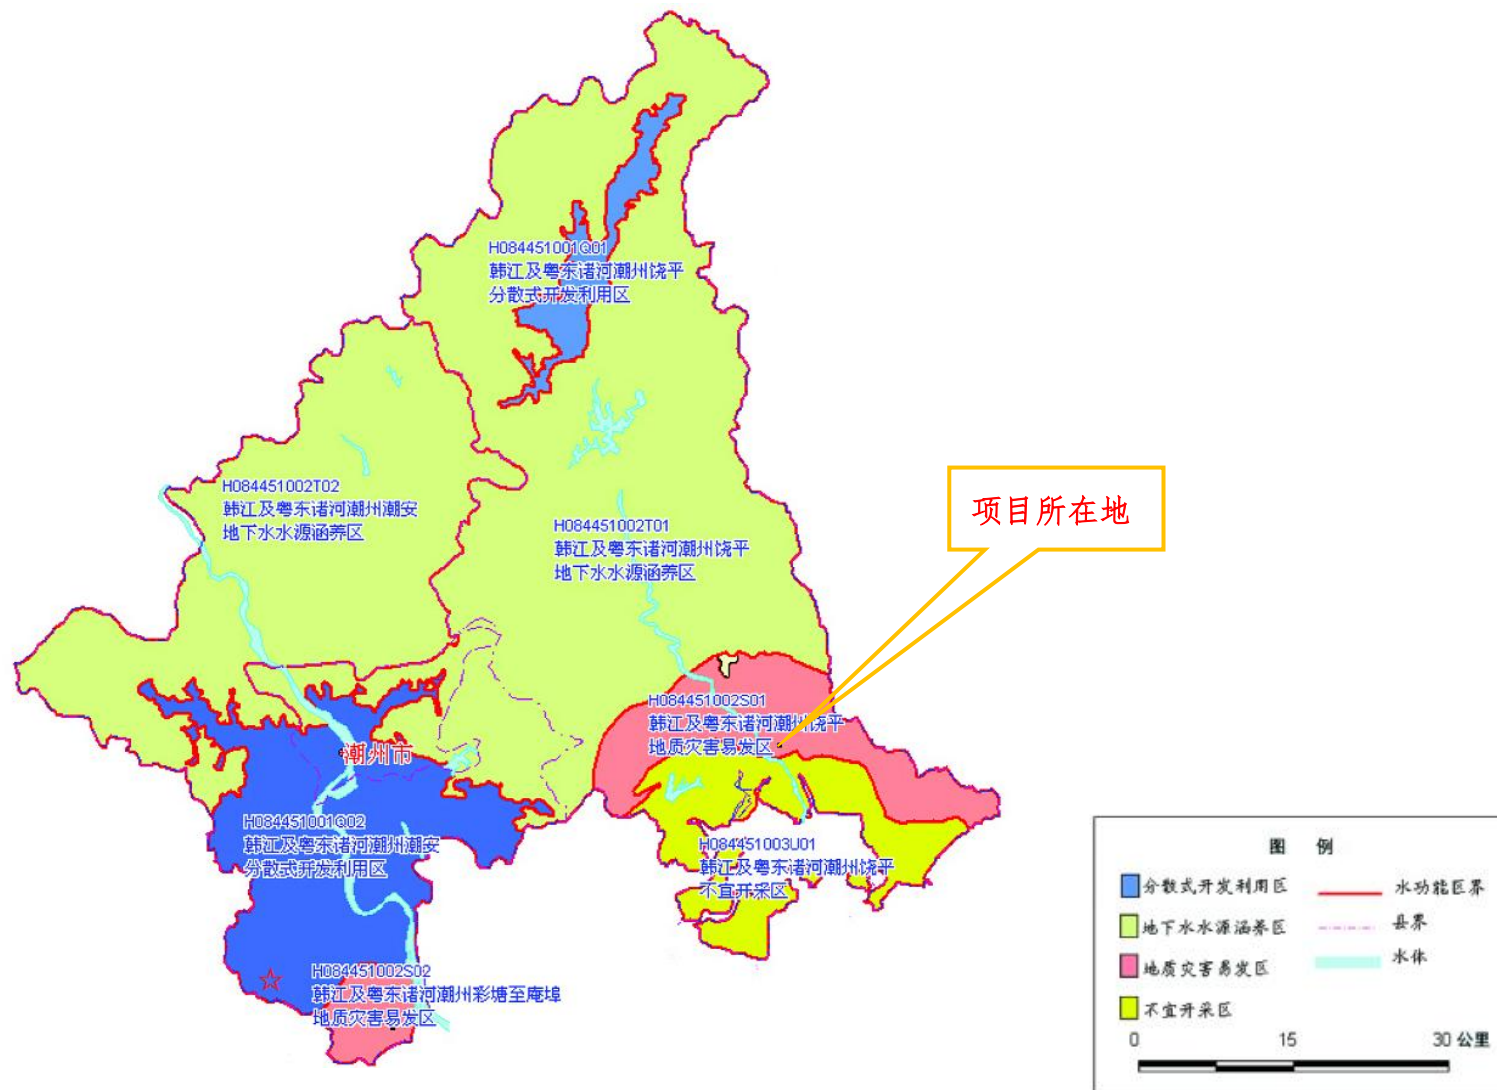 H084451001Q01
韩江及粤东诸河潮州饶平
分散式开发利用区
H084451002T02
韩江及粤东诸河潮州潮安
地下水水源涵养区
H084451002T01
韩江及粤东诸河潮州饶平
地下水水源涵养区
项目所在地
H084451002S01
韩江及粤东诸河潮州饶平
地质灾害易发区
潮州市
H084451001Q02
韩江及粤东诸河潮州潮安
分散式开发利用区
H084451003U01
韩江及粤东诸河潮州饶平
不宜开采区
H084451002S02
韩江及粤东诸河潮州彩塘至庵埠
地质灾害易发区
图 例
分散式开发利用区
水功能区界
地下水水源涵养区
县界
地质灾害易发区
水体
不宜开采区
0 15 30 公里